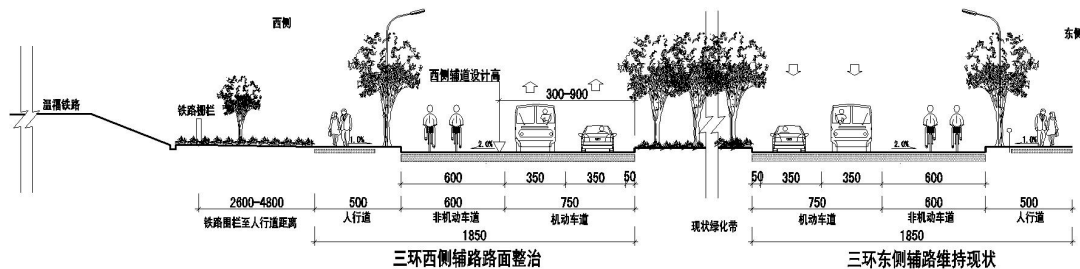 西侧
东侧
西侧辅道设计高
300-900
温福铁路
铁路栅栏
1.0%
2.0%
2.0%
1.0%
600
350
350
50
50
350
350
600
2600-4800
500
600
750
750
600
500
铁路围栏至人行道距离
人行道
非机动车道
机动车道
现状绿化带
机动车道
非机动车道
人行道
1850
1850
三环西侧辅路路面整治
三环东侧辅路维持现状